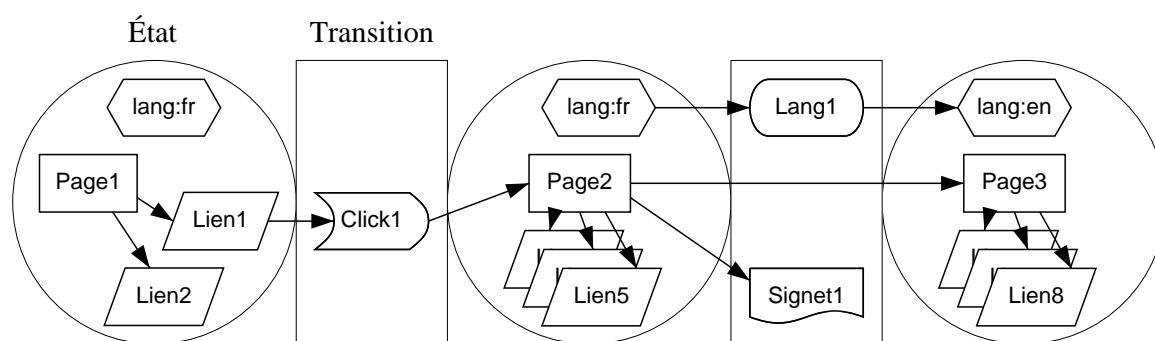 État
Transition
lang:fr
lang:fr
Lang1
lang:en
Page1
Page2
Page3
Lien1
Click1
Lien2
Lien5
Signet1
Lien8